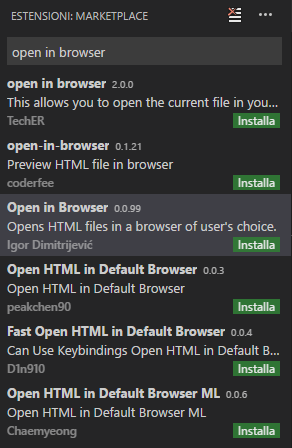 ESTENSIONI: MARKETPLACE
open in browser
open in browser 2.0.0
This allows you to open the current file in you...
TechER Installa
open-in-browser 0.1.21
Preview HTML file in browser
coderfee Installa
Open in Browser 0.0.99
Opens HTML files in a browser of user's choice.
Igor Dimitrijević Installa
Open HTML in Default Browser 0.0.3
Open HTML in Default Browser
peakchen90 Installa
Fast Open HTML in Default Browser 0.0.4
Can Use Keybindings Open HTML in Default B...
D1n910 Installa
Open HTML in Default Browser ML 0.0.6
Open HTML in Default Browser ML
Chaemyeong Installa